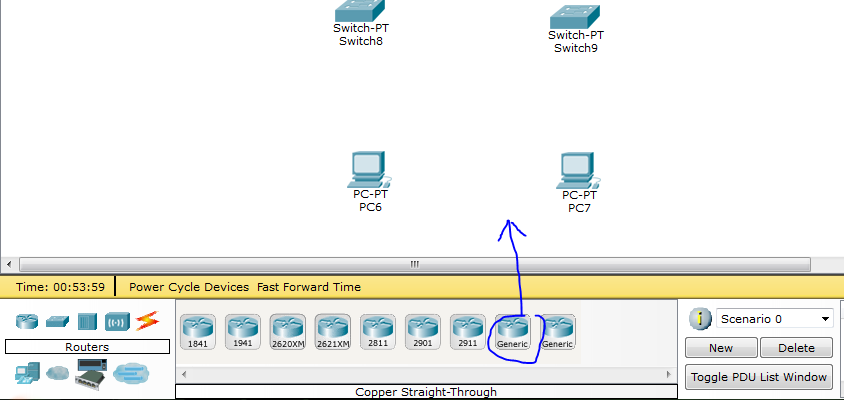 Switch-PT
Switch8
Switch-PT
Switch9
PC-PT
PC6
PC-PT
PC7
Time: 00:53:59 Power Cycle Devices Fast Forward Time
1841 1941 2620XM 2621XM 2811 2901 2911 Generic Generic
Scenario 0
Routers
New Delete
Toggle PDU List Window
Copper Straight-Through